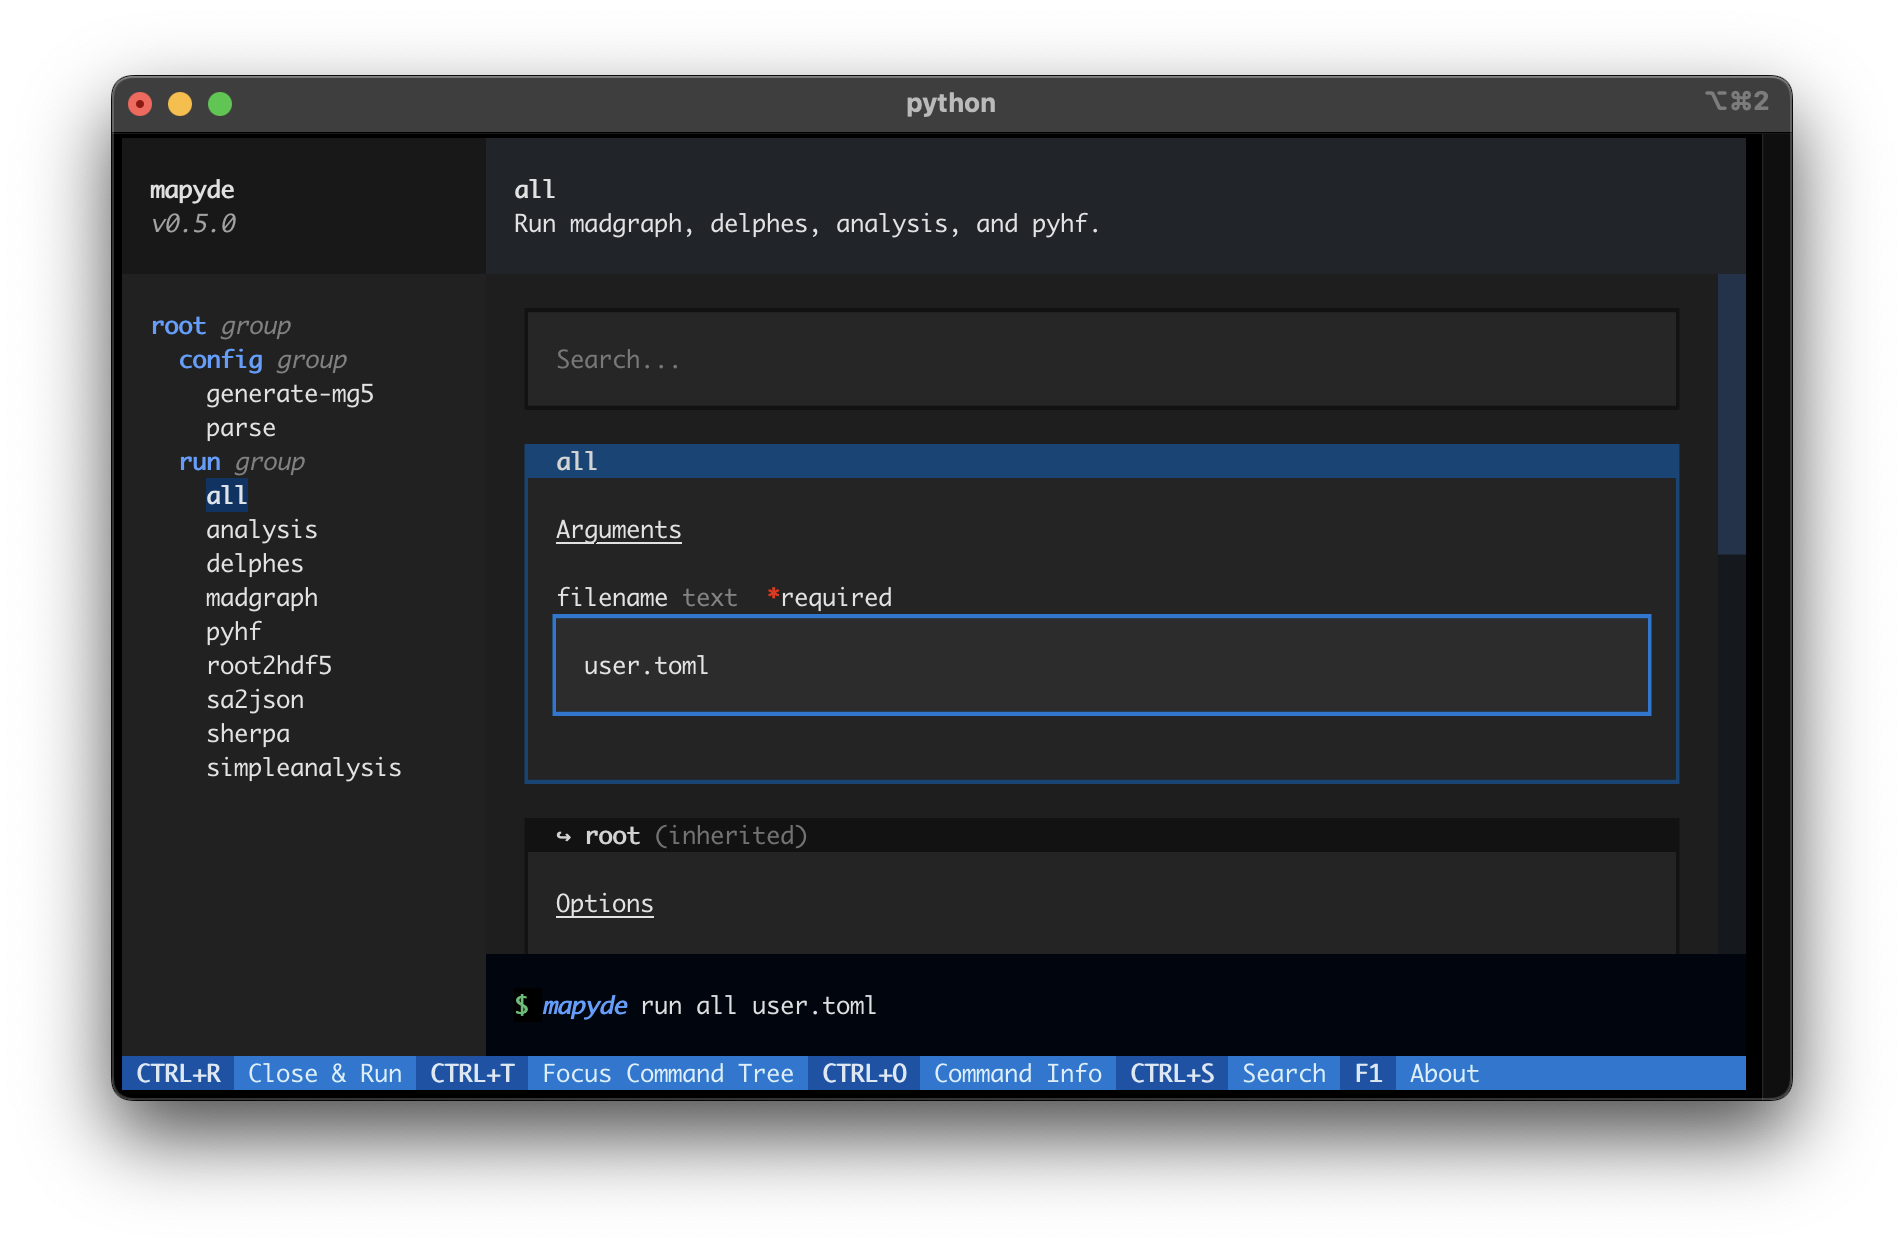 python
⌥⌘2
mapyde
v0.5.0
all
Run madgraph, delphes, analysis, and pyhf.
root group
config group
generate-mg5
parse
run group
all
analysis
delphes
madgraph
pyhf
root2hdf5
sa2json
sherpa
simpleanalysis
Search...
all
Arguments
filename text *required
user.toml
↪ root (inherited)
Options
$ mapyde run all user.toml
CTRL+R Close & Run CTRL+T Focus Command Tree CTRL+O Command Info CTRL+S Search F1 About